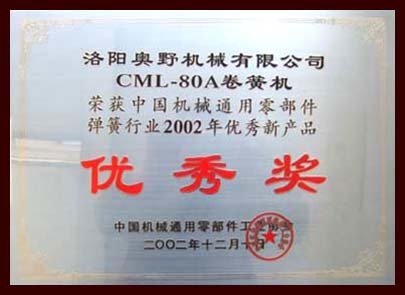 洛阳奥野机械有限公司
CML-80A卷簧机
荣获中国机械通用零部件
弹簧行业2002年优秀新产品
优秀奖
中国机械通用零部件工业协会
二〇〇二年十二月十日